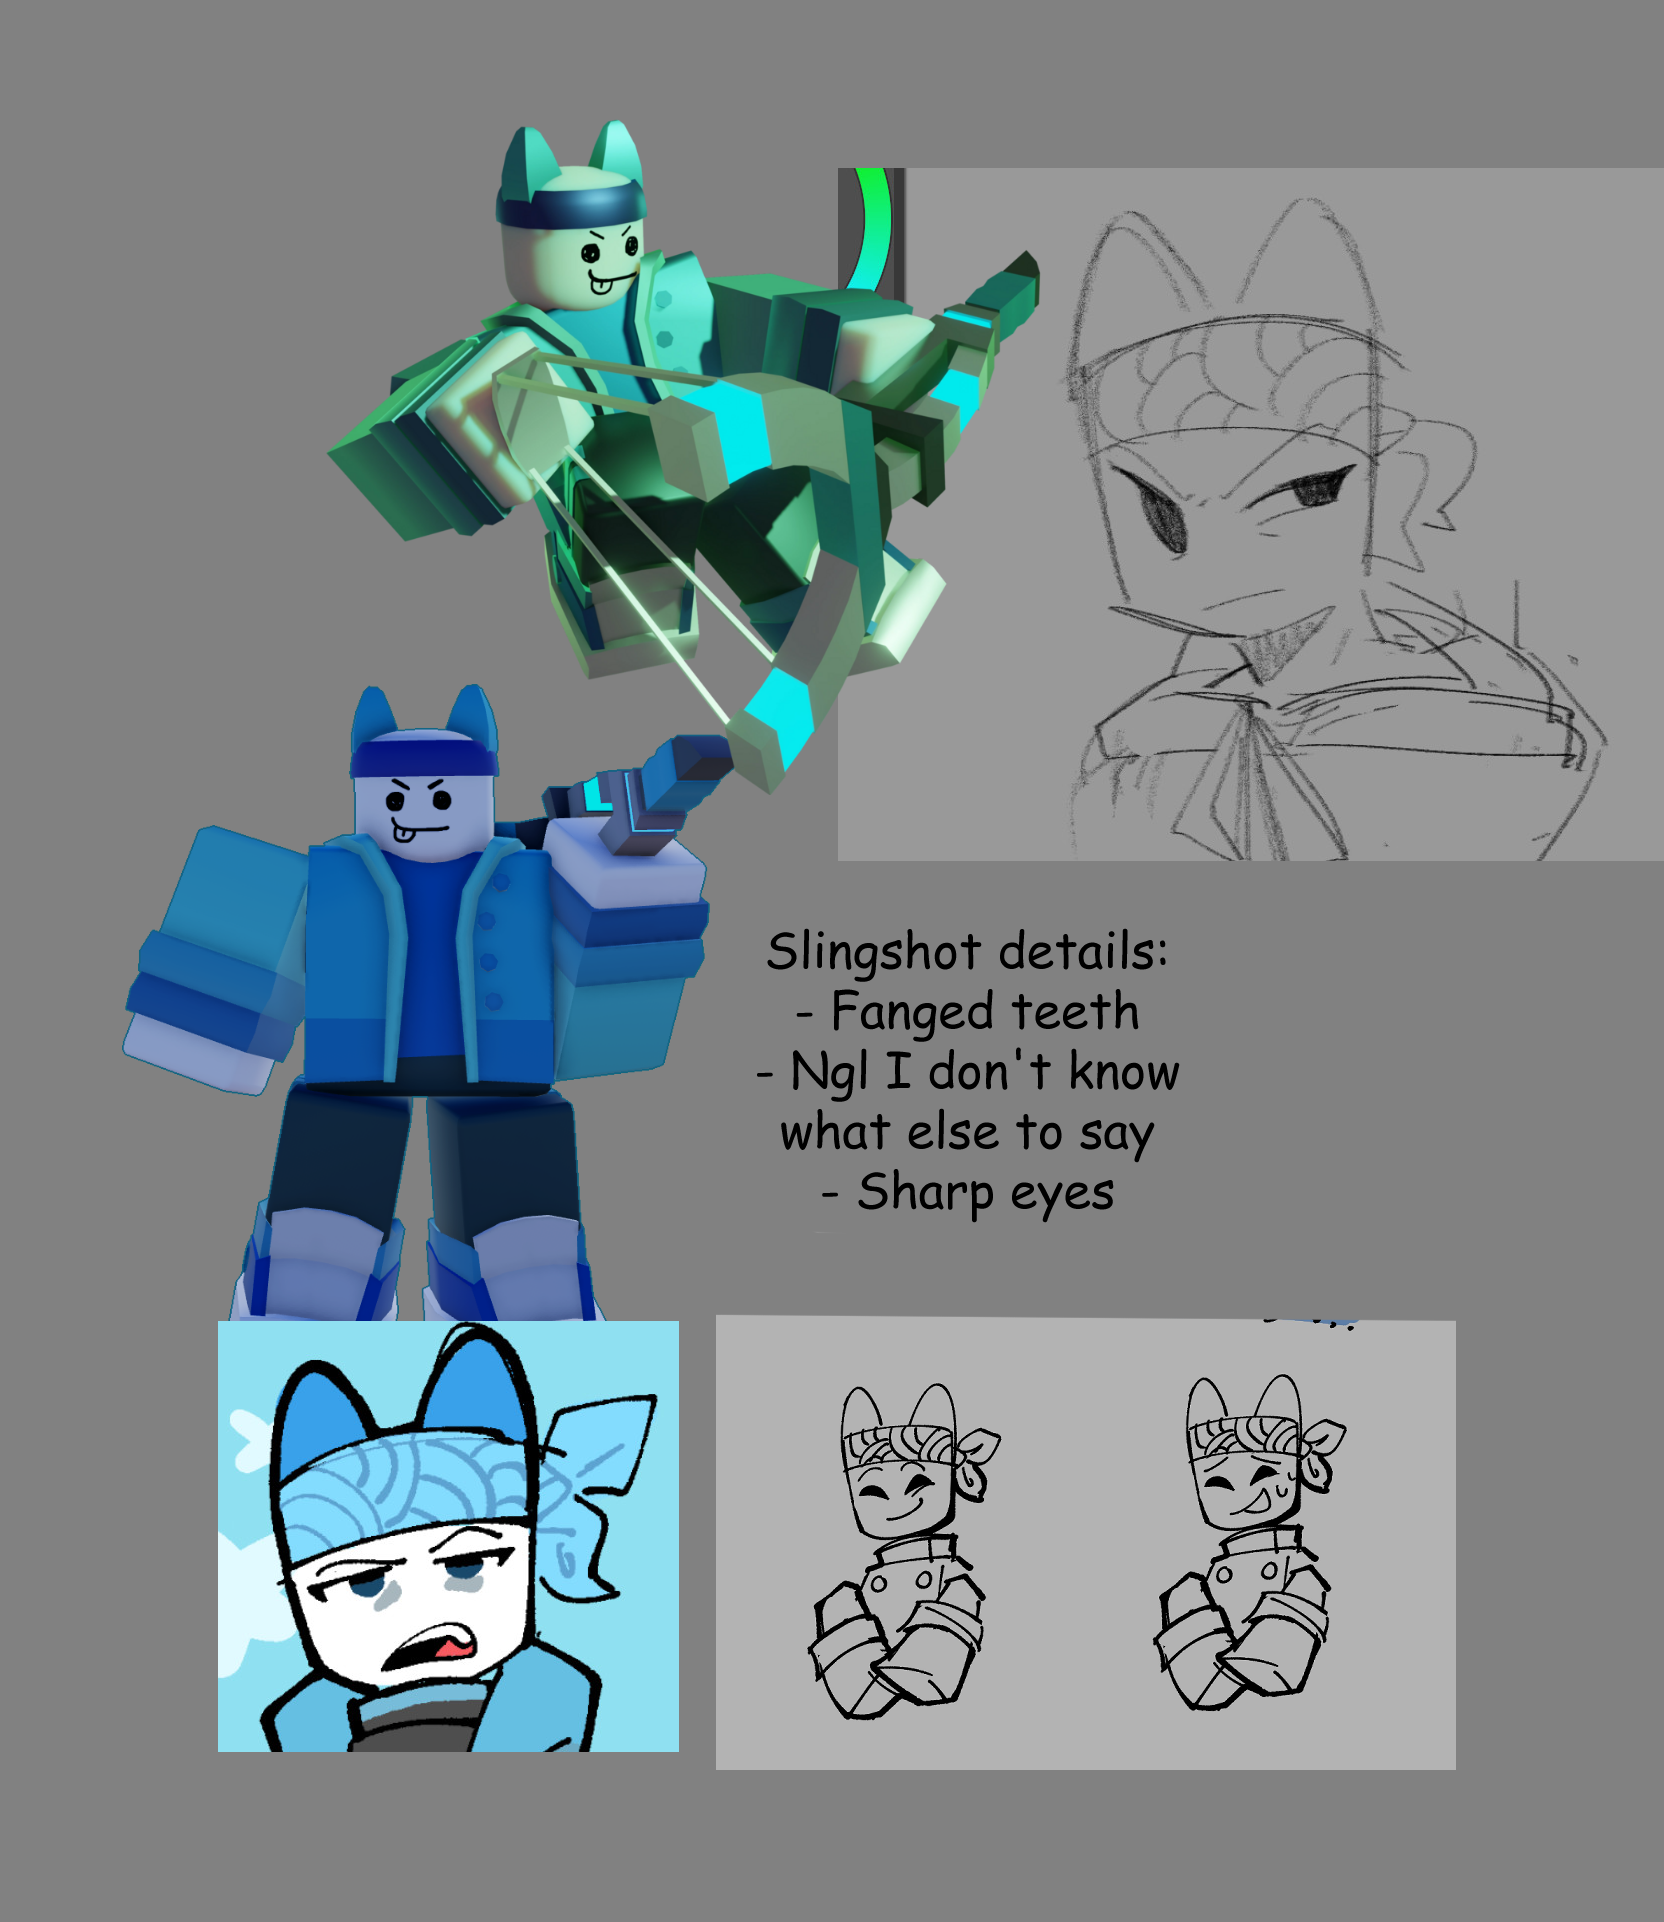 Slingshot details:
- Fanged teeth
- Ngl I don't know
what else to say
- Sharp eyes